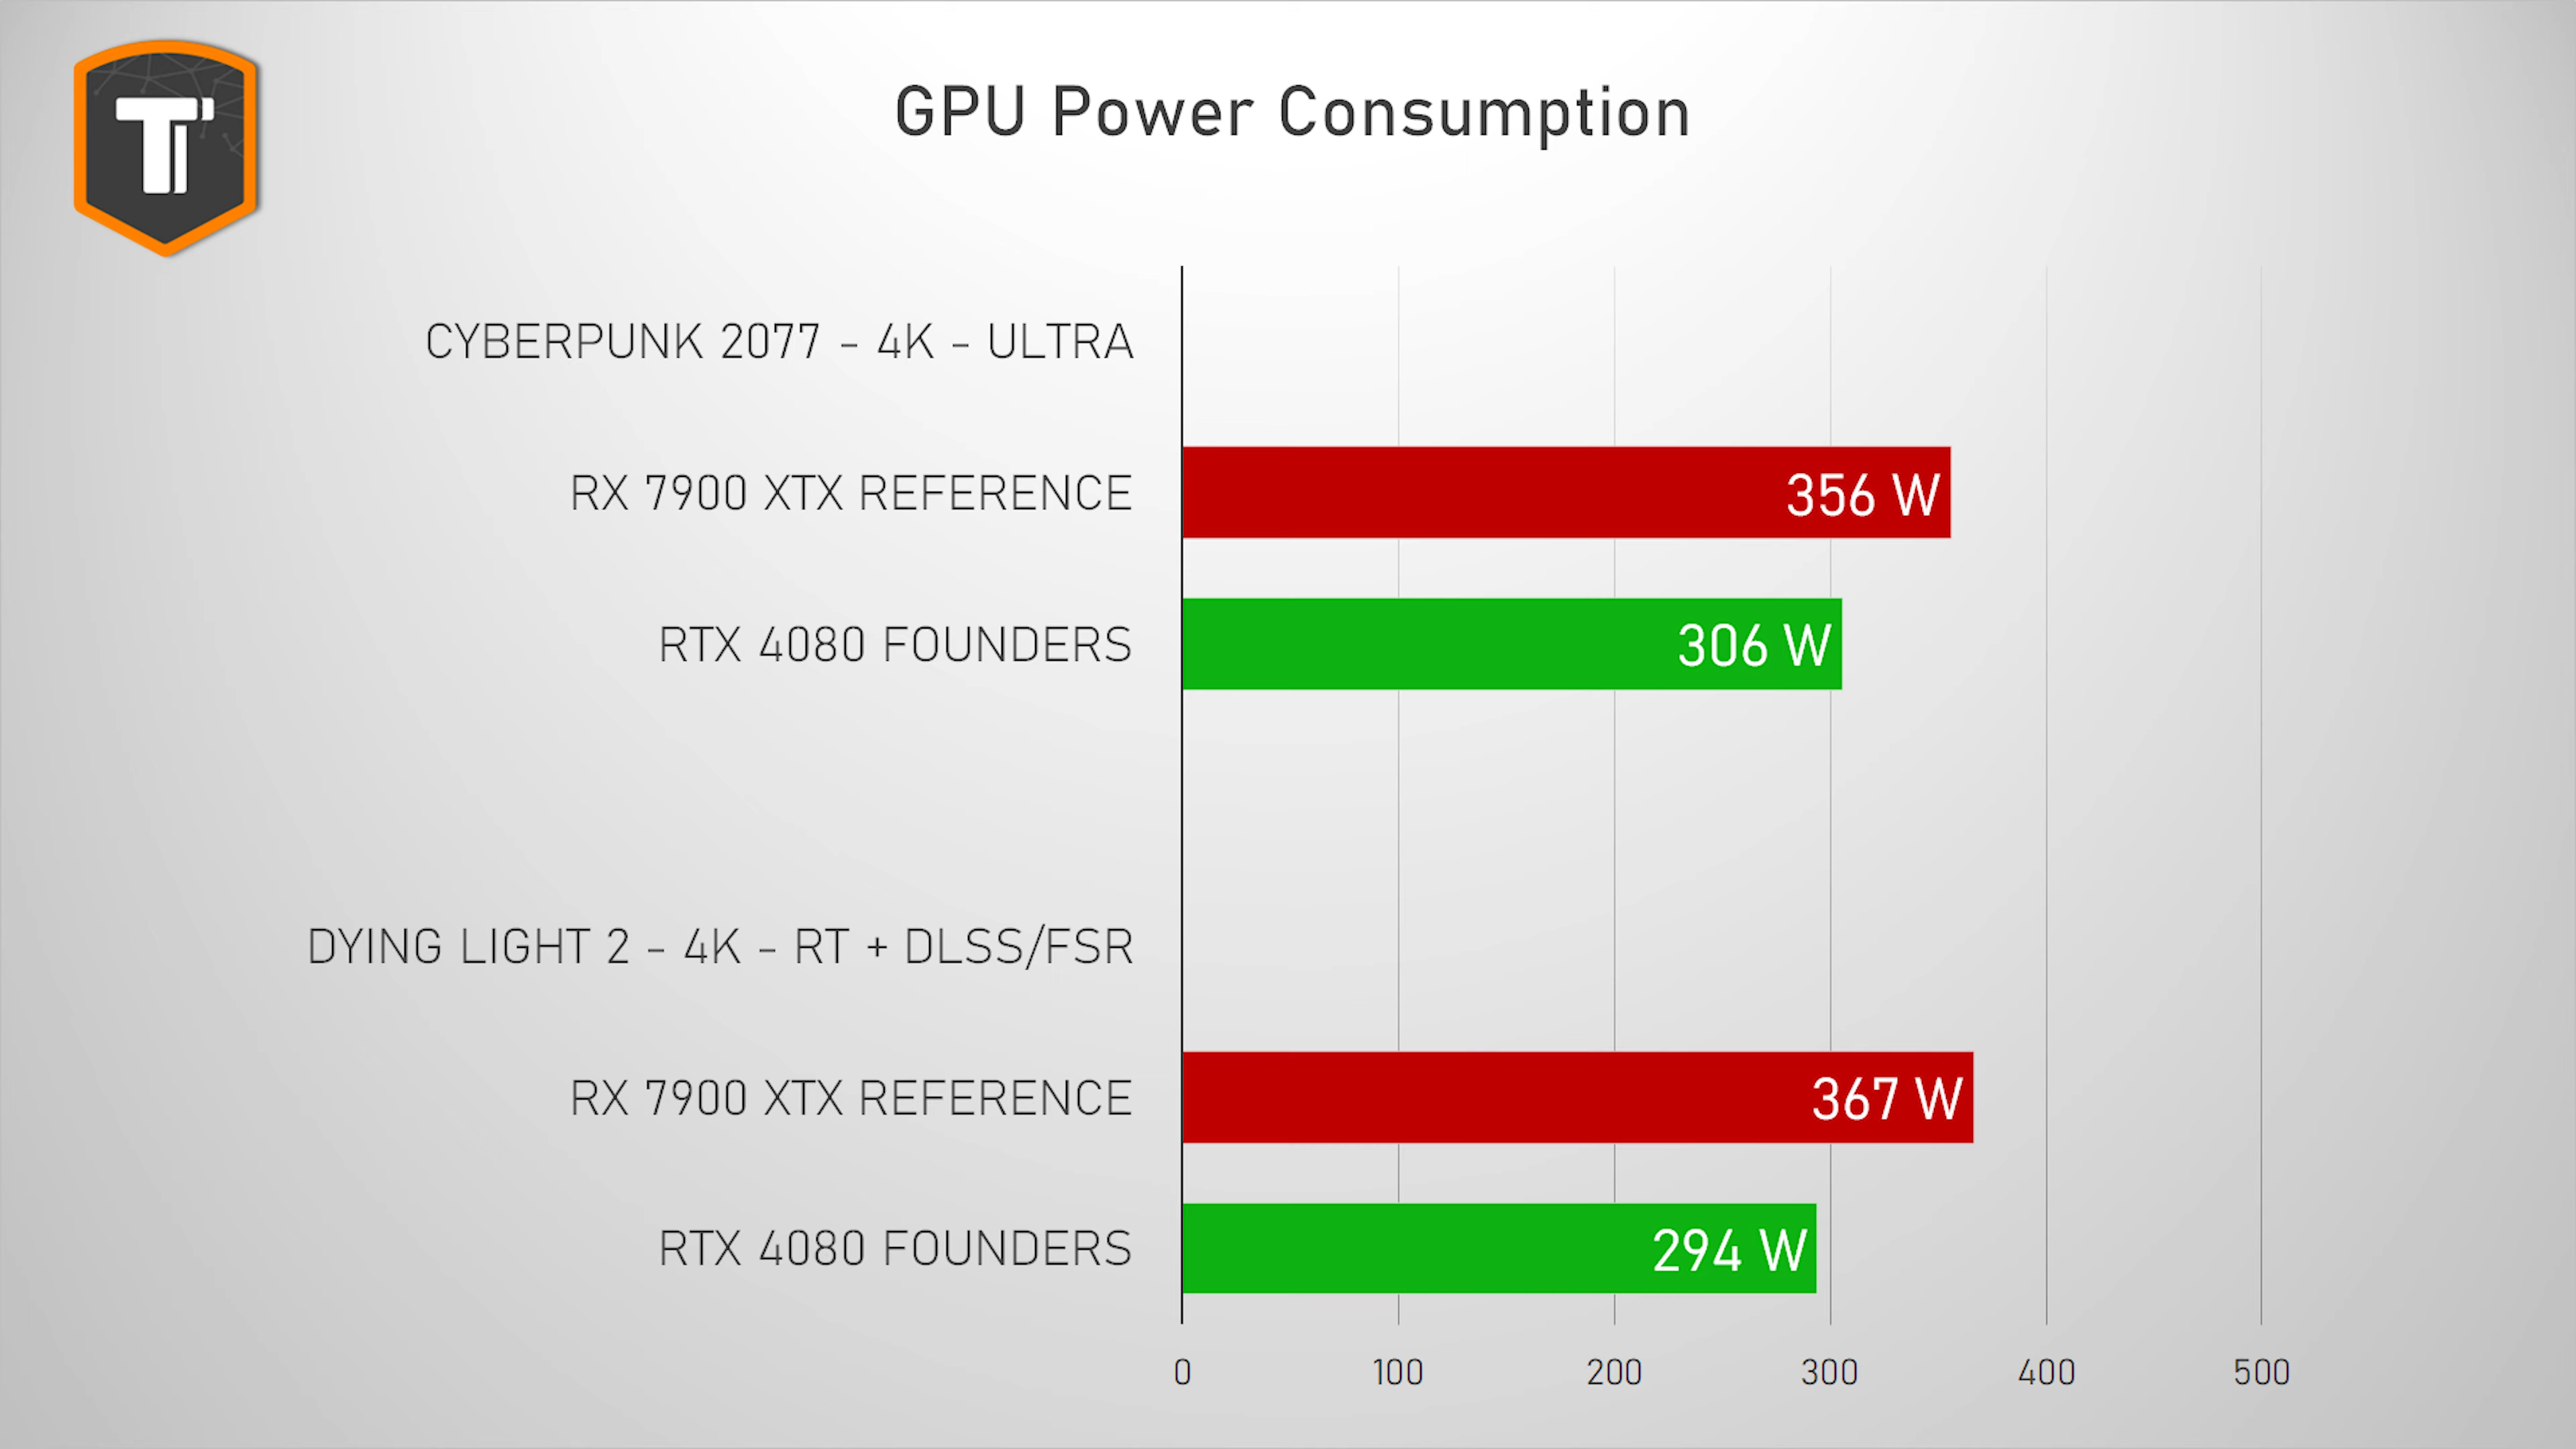 GPU Power Consumption
CYBERPUNK 2077 - 4K - ULTRA
RX 7900 XTX REFERENCE
356 W
RTX 4080 FOUNDERS
306 W
DYING LIGHT 2 - 4K - RT + DLSS/FSR
RX 7900 XTX REFERENCE
367 W
RTX 4080 FOUNDERS
294 W
0 100 200 300 400 500